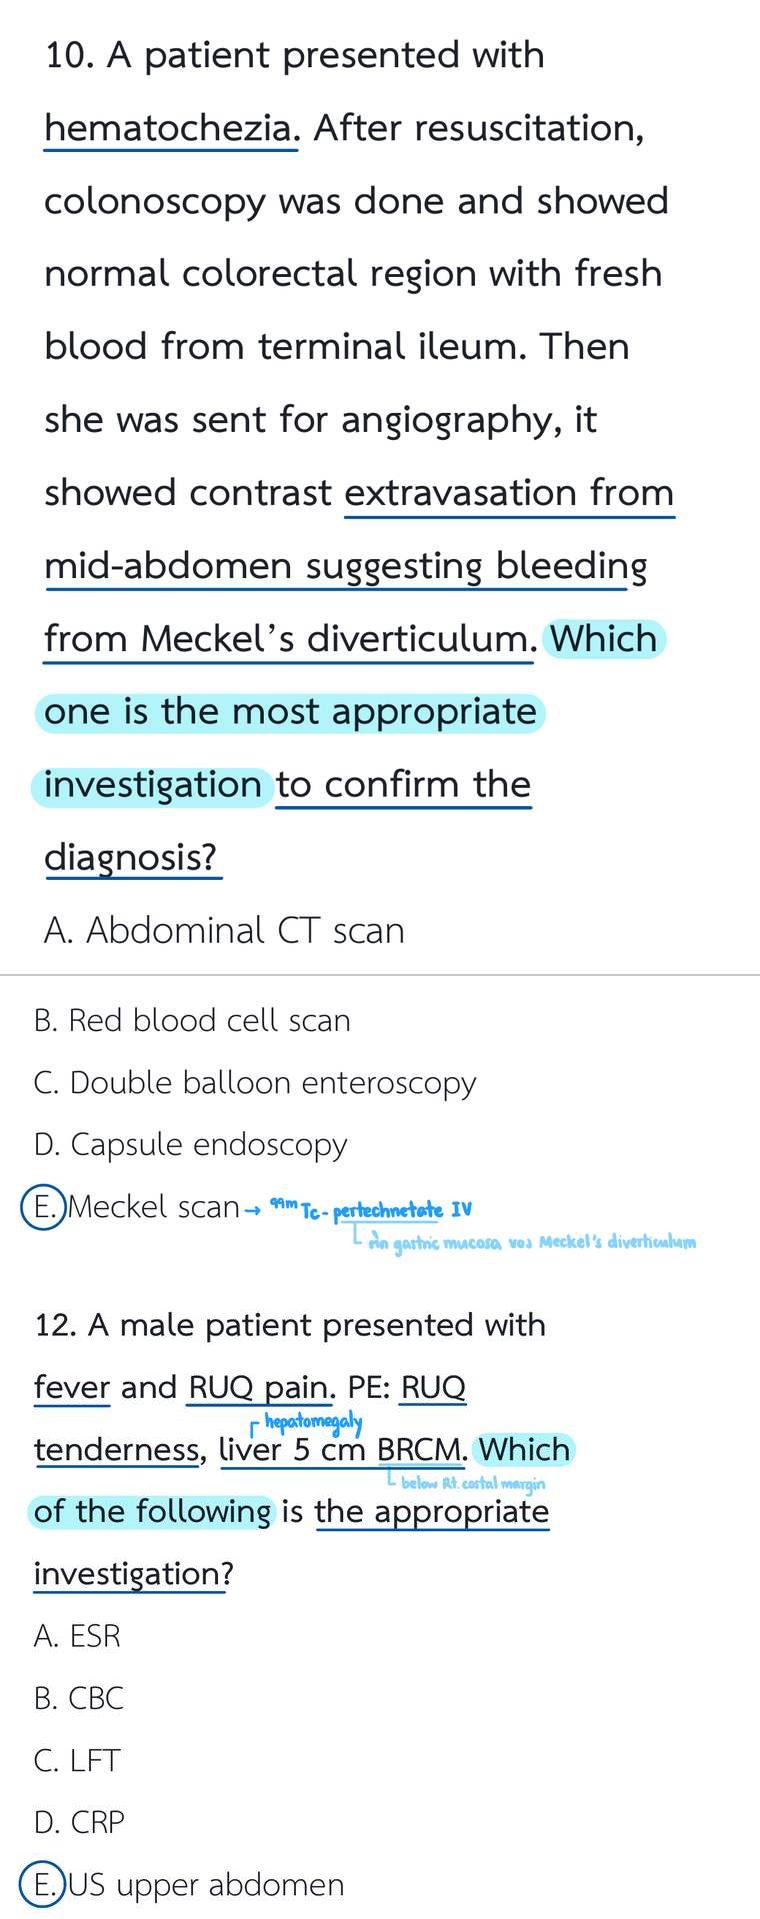 10. A patient presented with
hematochezia. After resuscitation,
colonoscopy was done and showed
normal colorectal region with fresh
blood from terminal ileum. Then
she was sent for angiography, it
showed contrast extravasation from
mid-abdomen suggesting bleeding
from Meckel's diverticulum. Which
one is the most appropriate
investigation to confirm the
diagnosis?
A. Abdominal CT scan
B. Red blood cell scan
C. Double balloon enteroscopy
D. Capsule endoscopy
E. Meckel scan → 99m Tc - pertechnetate IV
gastric mucosa ของ Meckel's diverticulum
12. A male patient presented with
fever and RUQ pain. PE: RUQ
hepatomegaly
tenderness, liver 5 cm BRCM. Which
below Rt. costal margin
of the following is the appropriate
investigation?
A. ESR
B. CBC
C. LFT
D. CRP
E. US upper abdomen